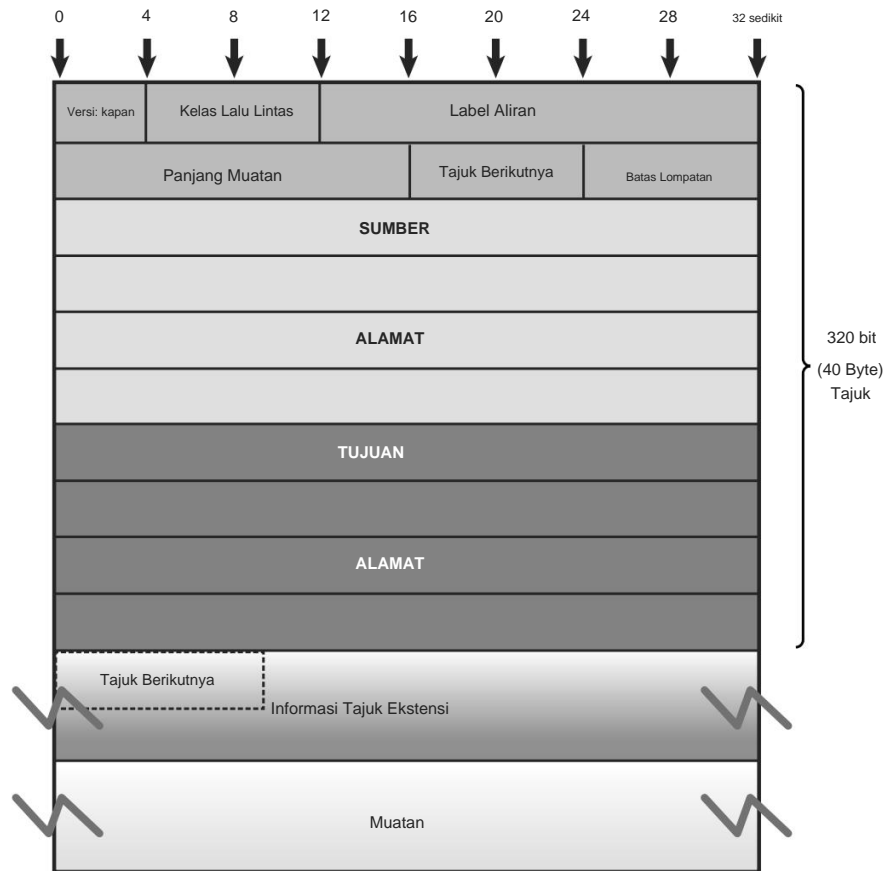 0 4 8 12 16 20 24 28 32 sedikit
Versi: kapan Kelas Lalu Lintas Label Aliran
Panjang Muatan Tajuk Berikutnya Batas Lompatan
SUMBER
ALAMAT
320 bit
(40 Byte)
Tajuk
TUJUAN
ALAMAT
Tajuk Berikutnya
Informasi Tajuk Ekstensi
Muatan